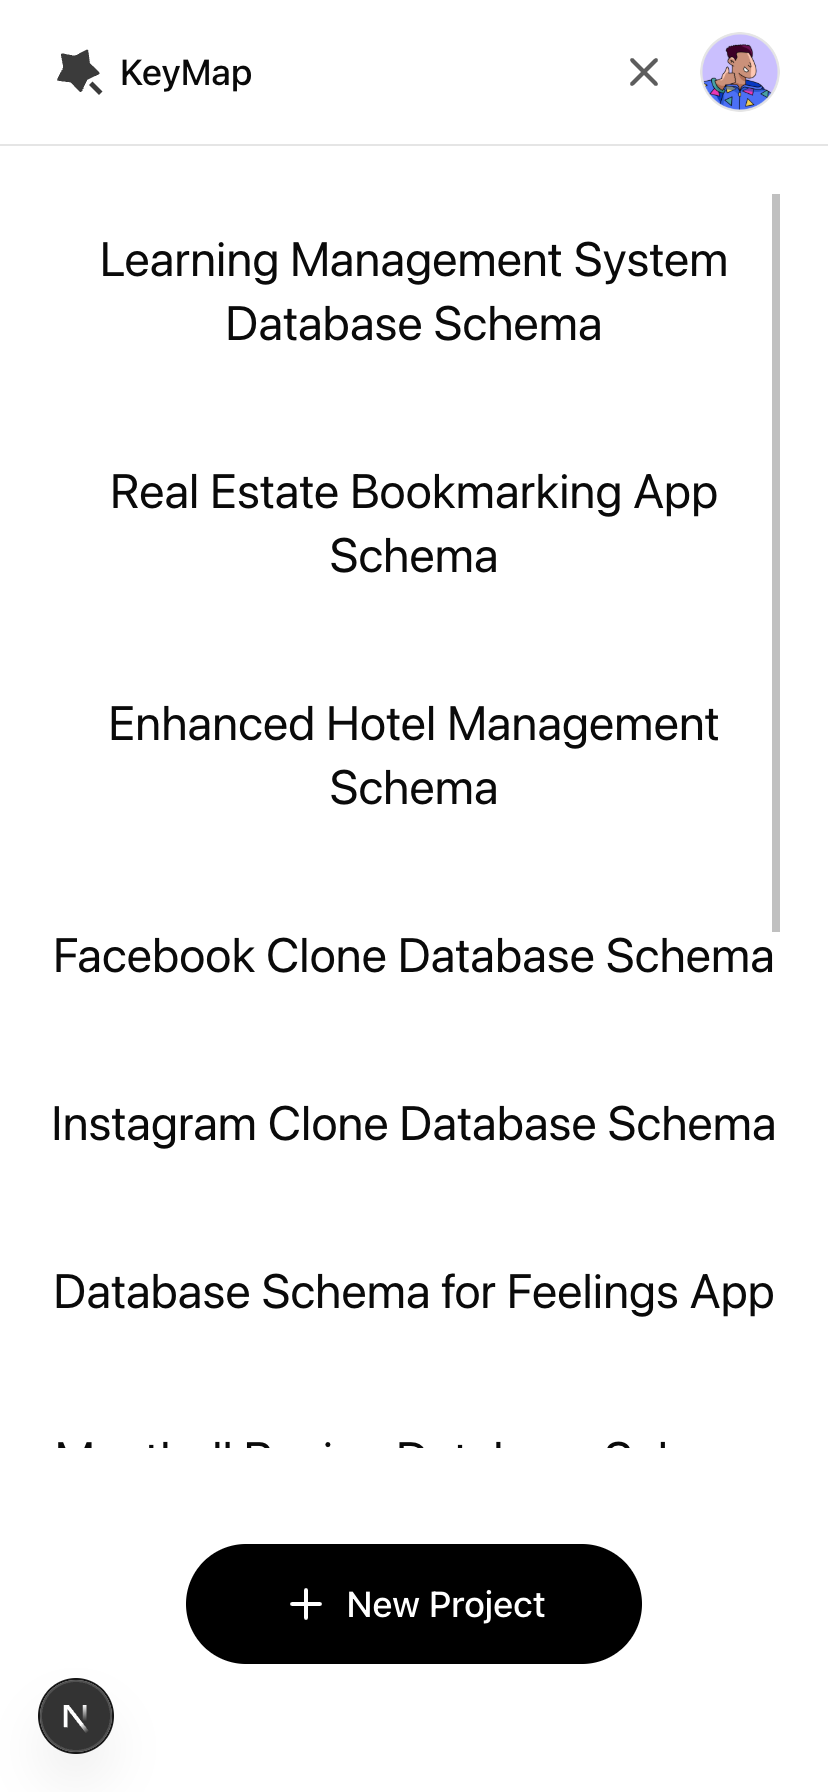 KeyMap
Learning Management System
Database Schema
Real Estate Bookmarking App
Schema
Enhanced Hotel Management
Schema
Facebook Clone Database Schema
Instagram Clone Database Schema
Database Schema for Feelings App
New Project
N